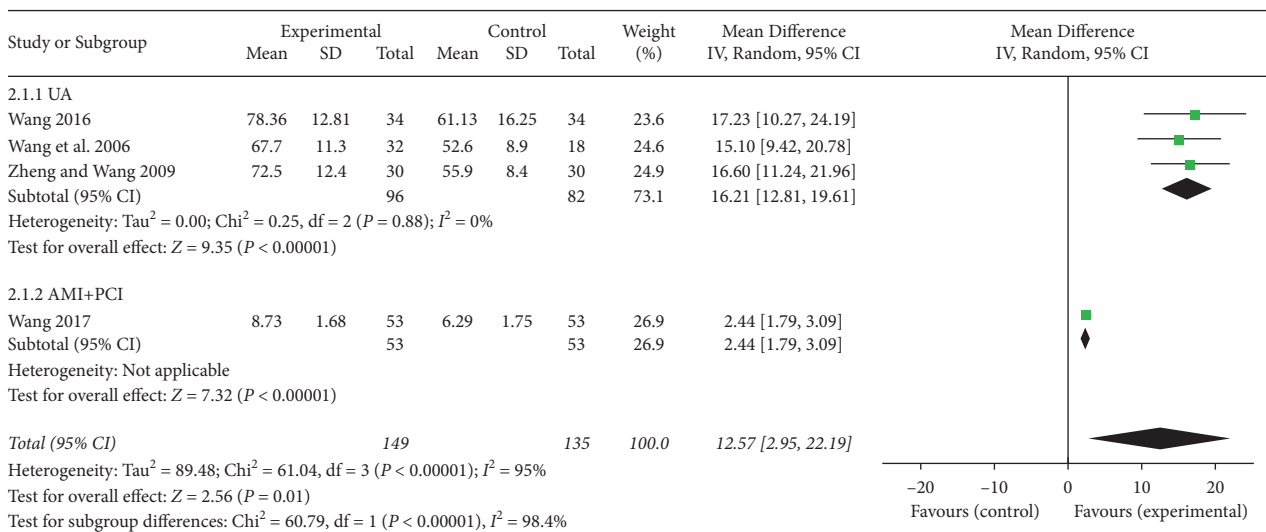 Study or Subgroup Experimental Control Weight Mean Difference Mean Difference
Mean SD Total Mean SD Total (%) IV, Random, 95% CI IV, Random, 95% CI
2.1.1 UA
Wang 2016 78.36 12.81 34 61.13 16.25 34 23.6 17.23 [10.27, 24.19]
Wang et al. 2006 67.7 11.3 32 52.6 8.9 18 24.6 15.10 [9.42, 20.78]
Zheng and Wang 2009 72.5 12.4 30 55.9 8.4 30 24.9 16.60 [11.24, 21.96]
Subtotal (95% CI) 96 82 73.1 16.21 [12.81, 19.61]
Heterogeneity: Tau² = 0.00; Chi² = 0.25, df = 2 (P = 0.88); I² = 0%
Test for overall effect: Z = 9.35 (P < 0.00001)
2.1.2 AMI+PCI
Wang 2017 8.73 1.68 53 6.29 1.75 53 26.9 2.44 [1.79, 3.09]
Subtotal (95% CI) 53 53 26.9 2.44 [1.79, 3.09]
Heterogeneity: Not applicable
Test for overall effect: Z = 7.32 (P < 0.00001)
Total (95% CI) 149 135 100.0 12.57 [2.95, 22.19]
Heterogeneity: Tau² = 89.48; Chi² = 61.04, df = 3 (P < 0.00001); I² = 95%
Test for overall effect: Z = 2.56 (P = 0.01)
Test for subgroup differences: Chi² = 60.79, df = 1 (P < 0.00001), I² = 98.4%
–20 –10 0 10 20
Favours (control) Favours (experimental)